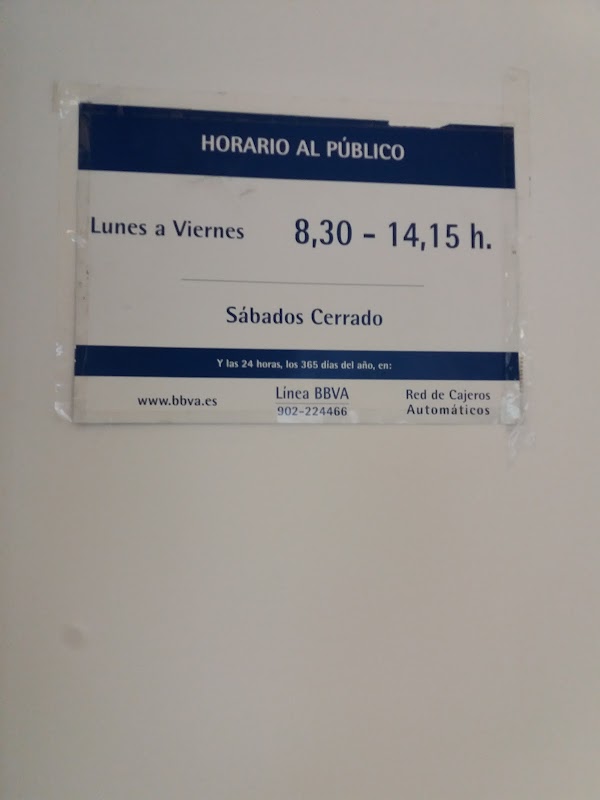 HORARIO AL PÚBLICO
Lunes a Viernes 8,30 - 14,15 h.
Sábados Cerrado
Y las 24 horas, los 365 días del año, en:
www.bbva.es
Línea BBVA
902-224466
Red de Cajeros
Automáticos